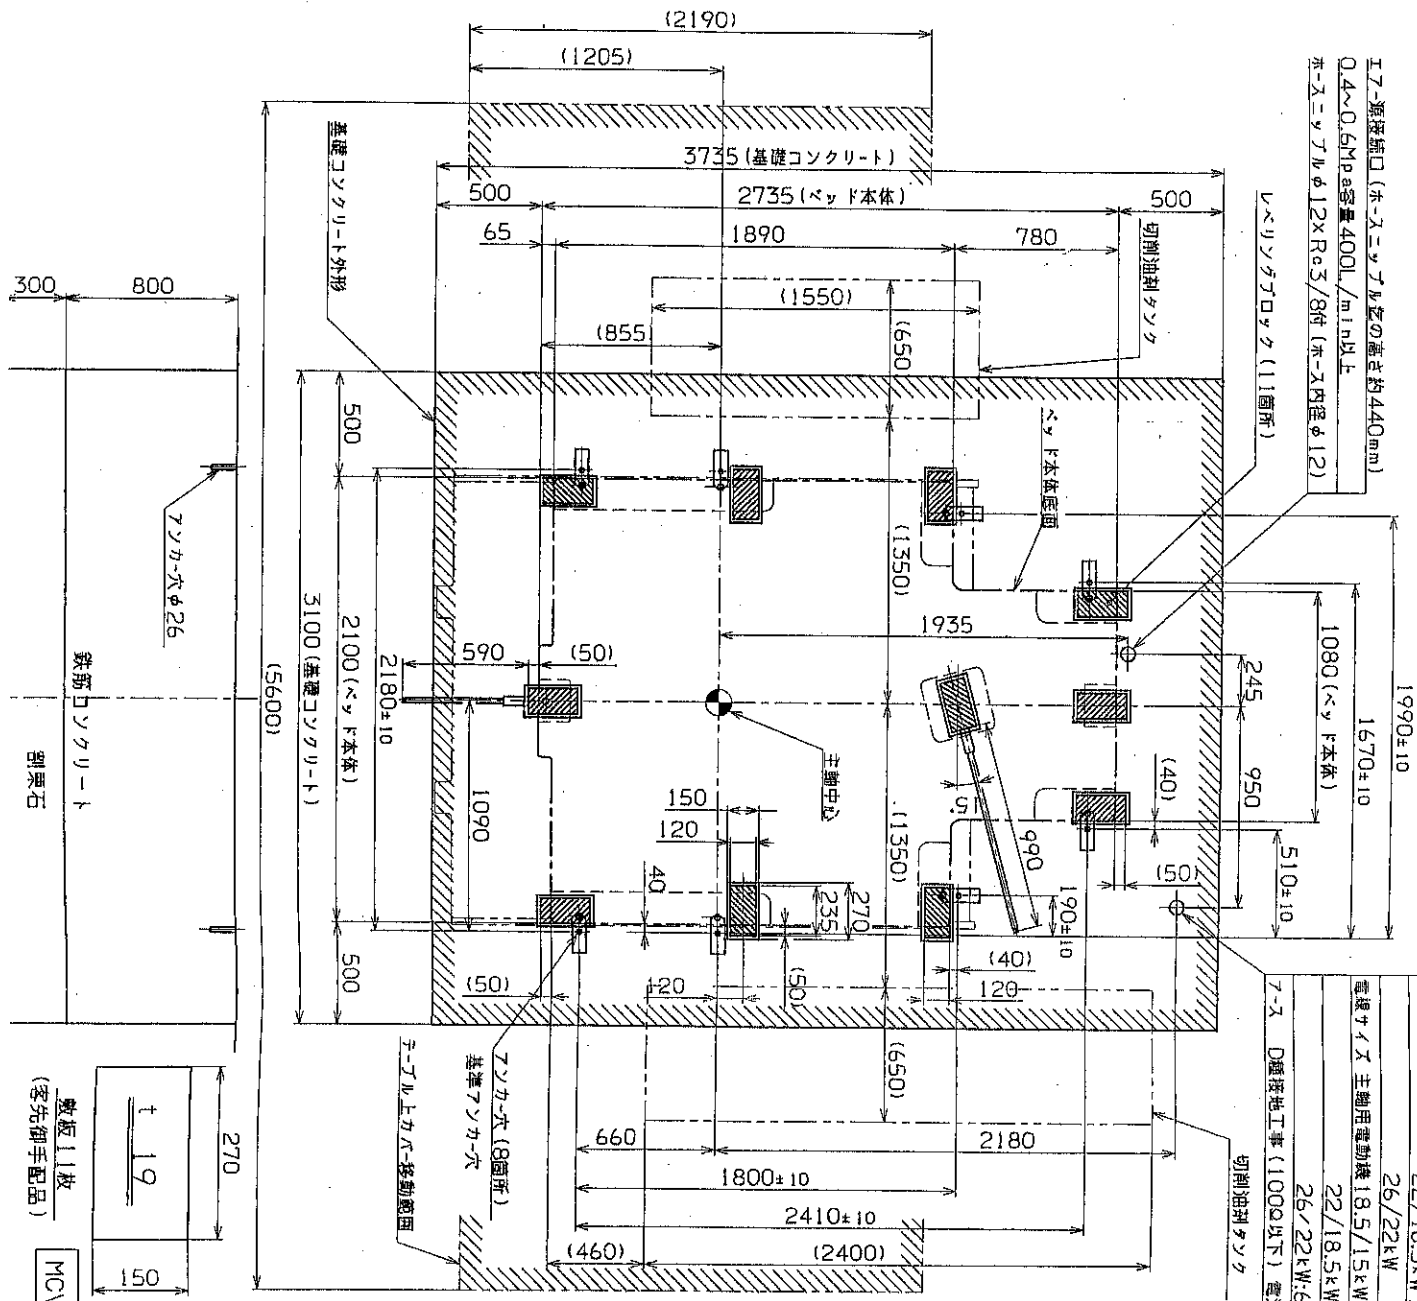 (2190)
(1205)
3735(基礎コンクリート)
500
2735(ベッド本体)
500
65
1890
780
(1550)
(650)
(855)
エアー源接続口(ホースニップル迄の高さ約440mm)
0.4~0.6Mpa容量400L/min以上
ホースニップルφ12×Rc3/8付(ホース内径φ12)
レベリングブロック(11箇所)
切削油剤タンク
基礎コンクリート外形
ベッド本体底面
300
800
アンカー穴φ26
鉄筋コンクリート
割栗石
500
2100(ベッド本体)
2180±10
3100(基礎コンクリート)
500
(5600)
590
(50)
1090
(1350)
1935
主軸中心
(1350)
15°
990
1990±10
1670±10
1080(ベッド本体)
245
950
(40)
510±10
(50)
190±10
150
120
40
235
270
(50)
120
(50)
(40)
120
(650)
660
2180
1800±10
2410±10
(460)
(2400)
アンカー穴(8箇所)
基準アンカー穴
テーブル上カバー移動範囲
切削油剤タンク
26/22kW
電線サイズ 主軸用電動機18.5/15kW
22/18.5kW
26/22kW:6
アース D種接地工事(100Ω以下)
t 19
270
150
敷板11枚
(客先御手配品)